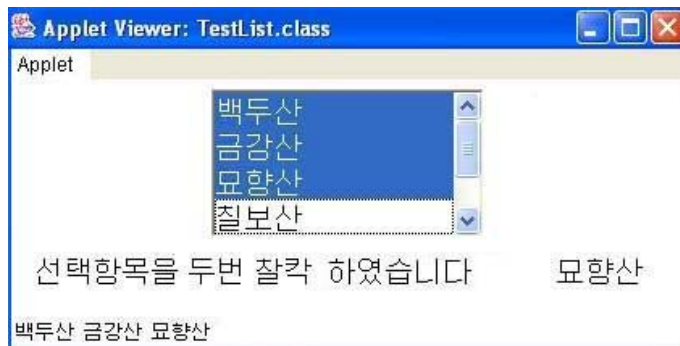 Applet Viewer: TestList.class
Applet
백두산
금강산
묘향산
칠보산
선택항목을 두번 찰칵 하였습니다 묘향산
백두산 금강산 묘향산